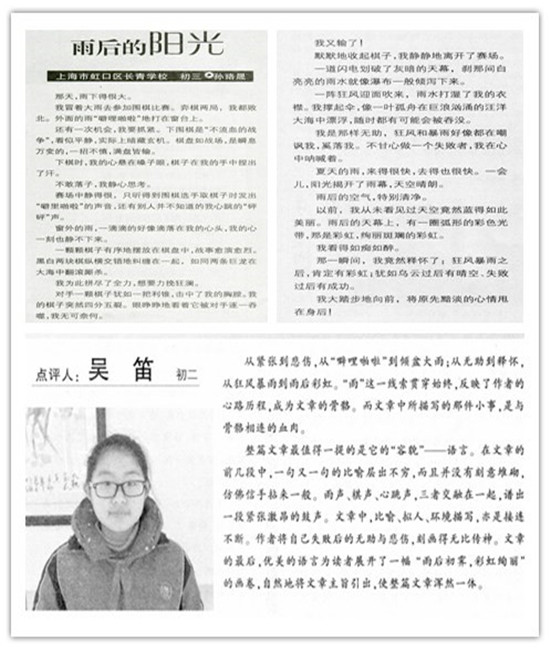 雨后的阳光
上海市虹口区长青学校 初三 孙珞晟
那天，雨下得很大。
我冒着大雨去参加围棋比赛。弈棋两局，我都败
北。外面的雨“噼哩啪啦”地打在窗台上。
还有一次机会，我要抓紧。下围棋是“不流血的战
争”，看似平静，实际上暗藏玄机。棋盘如战场，是瞬息
万变的，一招不慎，满盘皆输。
下棋时，我的心悬在嗓子眼，棋子在我的手中捏出
了汗。
不敢落子，我静心思考。
赛场中静得很，只听得到围棋选手取棋子时发出
“噼里啪啦”的声音，还有别人并不知道的我心跳的“砰
砰”声。
窗外的雨，一滴滴的好像滴落在我的心头，我的心
一刻也静不下来。
一颗颗棋子有序地摆放在棋盘中，战事愈演愈烈。
黑白两块棋纵横交错地纠缠在一起，如同两条巨龙在
大海中翻滚厮杀。
我为此拼尽了全力，想要力挽狂澜。
对手一颗棋子犹如一把利锥，击中了我的胸膛。我
的棋子突然四分五裂。眼睁睁地看着它被对手逐一吞
噬，我无可奈何。
我又输了！
默默地收起棋子，我静静地离开了赛场。
一道闪电划破了灰暗的天幕，刹那间白
亮亮的雨水就像瀑布一般倾泻下来。
一阵狂风迎面吹来，雨水打湿了我的衣
襟。我撑起伞，像一叶孤舟在巨浪汹涌的汪洋
大海中漂浮，随时都有可能会被吞没。
我是那样无助，狂风和暴雨好像都在嘲
讽我，奚落我。不甘心做一个失败者，我在心
中呐喊着。
夏天的雨，来得很快，去得也很快。一会
儿，阳光揭开了雨幕，天空晴朗。
雨后的空气，特别清净。
以前，我从未看见过天空竟然蓝得如此
美丽。雨后的天幕上，有一圈弧形的彩色光
带，那是彩虹，绚丽斑斓的彩虹。
我看得如痴如醉。
那一瞬间，我竟然释怀了：狂风暴雨之
后，肯定有彩虹；犹如乌云过后有晴空、失败
过后有成功。
我大踏步地向前，将原先黯淡的心情甩
在身后！
点评人：吴 笛 初二
从紧张到悲伤，从“噼哩啪啦”到倾盆大雨；从无助到释怀，
从狂风暴雨到雨后彩虹。“雨”这一线索贯穿始终，反映了作者的
心路历程，成为文章的骨骼。而文章中所描写的那件小事，是与
骨骼相连的血肉。
整篇文章最值得一提的是它的“容貌”——语言。在文章的
前几段中，一句又一句的比喻层出不穷，而且并没有刻意堆砌，
仿佛信手拈来一般。雨声、棋声、心跳声，三者交融在一起，谱出
一段紧张激昂的鼓声。文章中，比喻、拟人、环境描写，亦是接连
不断。作者将自己失败后的无助与悲伤，刻画得无比传神。文章
的最后，优美的语言为读者展开了一幅“雨后初霁，彩虹绚丽”
的画卷，自然地将文章主旨引出，使整篇文章浑然一体。